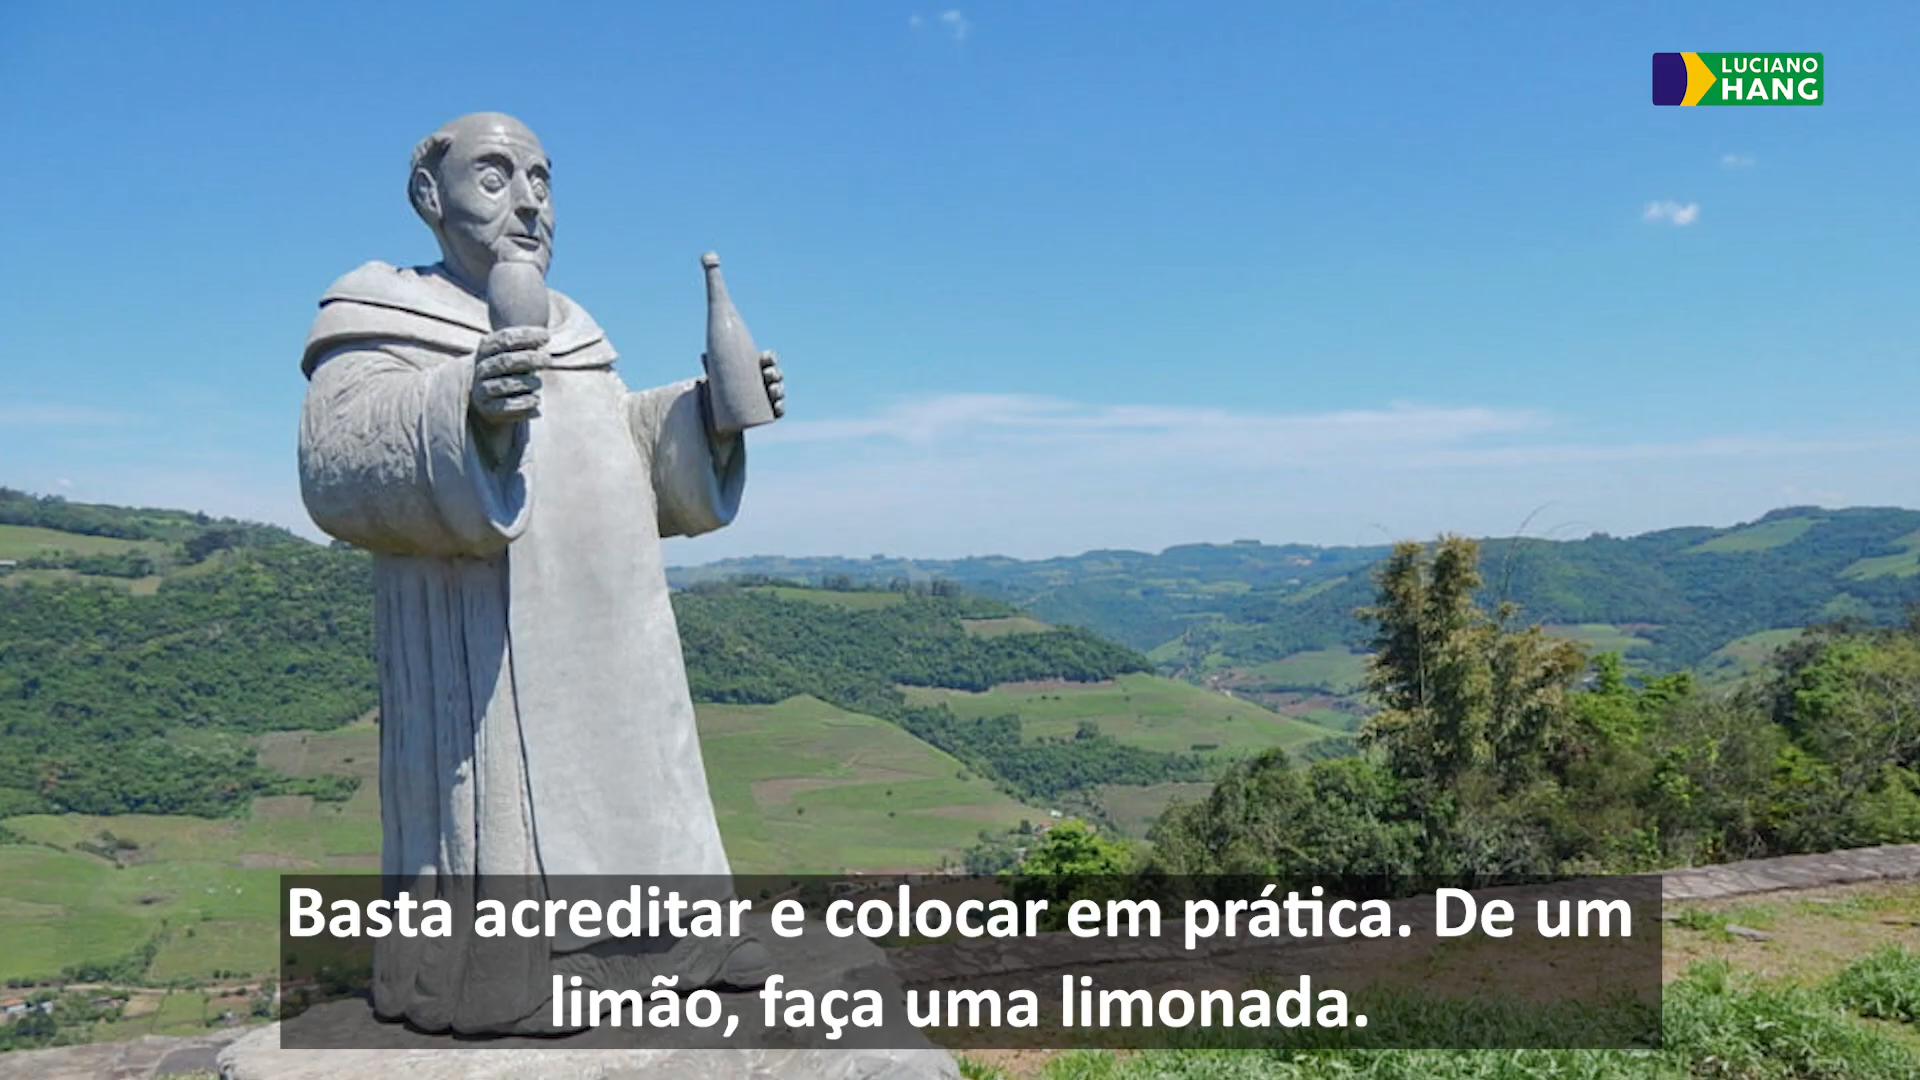 LUCIANO
HANG
Basta acreditar e colocar em prática. De um
limão, faça uma limonada.